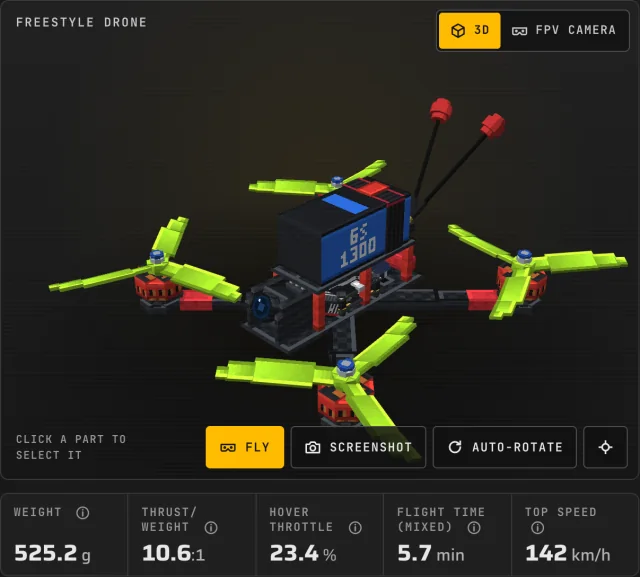 FREESTYLE DRONE
3D
FPV CAMERA
6S
1300
CLICK A PART TO
SELECT IT
FLY
SCREENSHOT
AUTO-ROTATE
WEIGHT
525.2 g
THRUST/
WEIGHT
10.6:1
HOVER
THROTTLE
23.4 %
FLIGHT TIME
(MIXED)
5.7 min
TOP SPEED
142 km/h